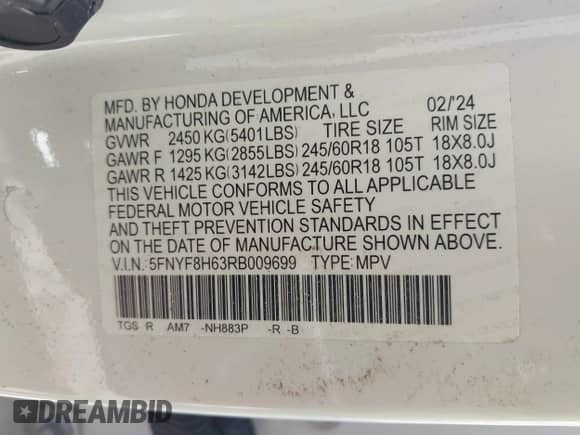 MFD. BY HONDA DEVELOPMENT &
MANUFACTURING OF AMERICA, LLC 02/'24
GVWR 2450 KG(5401LBS) TIRE SIZE RIM SIZE
GAWR F 1295 KG(2855LBS) 245/60R18 105T 18X8.0J
GAWR R 1425 KG(3142LBS) 245/60R18 105T 18X8.0J
THIS VEHICLE CONFORMS TO ALL APPLICABLE
FEDERAL MOTOR VEHICLE SAFETY
AND THEFT PREVENTION STANDARDS IN EFFECT
ON THE DATE OF MANUFACTURE SHOWN ABOVE.
V.I.N.: 5FNYF8H63RB009699 TYPE: MPV
TGS R AM7 -NH883P -R -B
DREAMBID